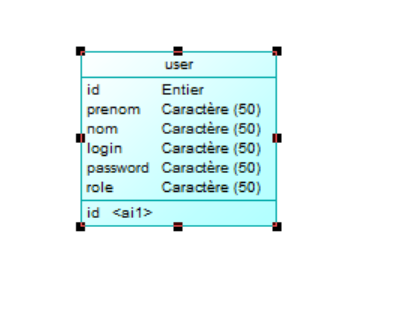 user
id Entier
prenom Caractère (50)
nom Caractère (50)
login Caractère (50)
password Caractère (50)
role Caractère (50)
id <ai1>